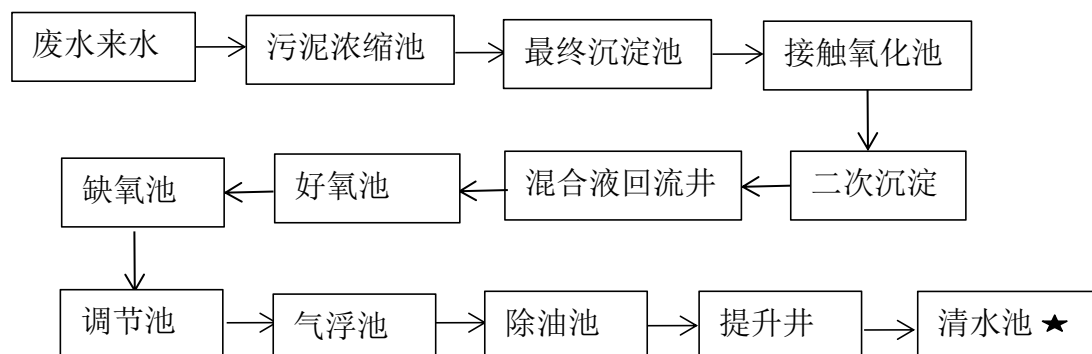 废水来水
污泥浓缩池
最终沉淀池
接触氧化池
缺氧池
好氧池
混合液回流井
二次沉淀
调节池
气浮池
除油池
提升井
清水池★